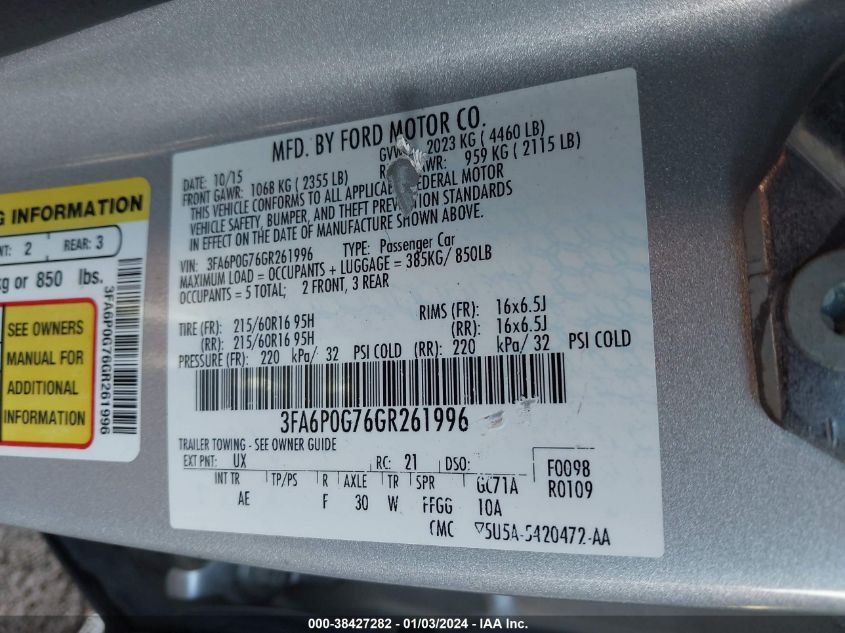 G INFORMATION
NT: 2 REAR: 3
kg or 850 lbs.
SEE OWNERS
MANUAL FOR
ADDITIONAL
INFORMATION
3FA6P0G76GR261996
MFD. BY FORD MOTOR CO.
DATE: 10/15 GVW 2023 KG ( 4460 LB)
FRONT GAWR: 1068 KG ( 2355 LB) R WR: 959 KG ( 2115 LB)
THIS VEHICLE CONFORMS TO ALL APPLICAB FEDERAL MOTOR
VEHICLE SAFETY, BUMPER, AND THEFT PREVENTION STANDARDS
IN EFFECT ON THE DATE OF MANUFACTURE SHOWN ABOVE.
VIN: 3FA6P0G76GR261996 TYPE: Passenger Car
MAXIMUM LOAD = OCCUPANTS + LUGGAGE = 385KG/ 850LB
OCCUPANTS = 5 TOTAL; 2 FRONT, 3 REAR
TIRE (FR): 215/60R16 95H RIMS (FR): 16x6.5J
(RR): 215/60R16 95H (RR): 16x6.5J
PRESSURE (FR): 220 kPa/ 32 PSI COLD (RR): 220 kPa/ 32 PSI COLD
3FA6P0G76GR261996
TRAILER TOWING - SEE OWNER GUIDE
EXT PNT: UX RC: 21 DSO: F0098
R0109
INT TR TP/PS R AXLE TR SPR GC71A
AE F 30 W FFGG 10A
CMC 5U5A-5420472-AA
000-38427282 - 01/03/2024 - IAA Inc.